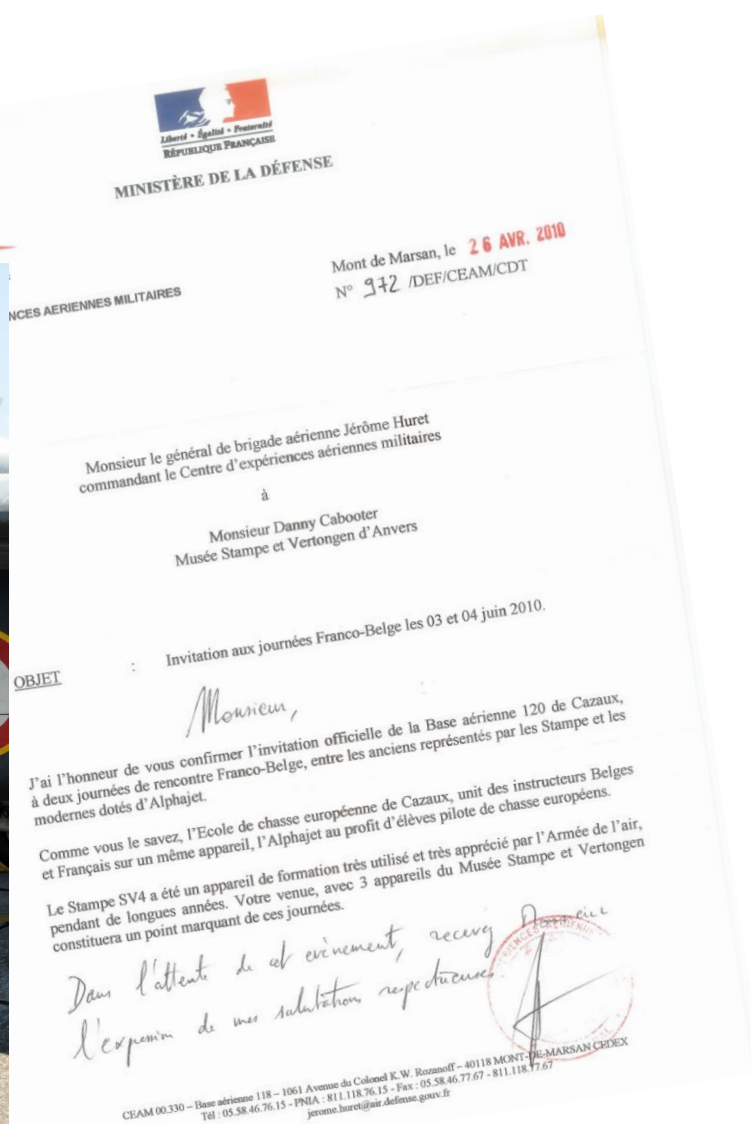 Liberté • Égalité • Fraternité
RÉPUBLIQUE FRANÇAISE
MINISTÈRE DE LA DÉFENSE
Mont de Marsan, le 26 AVR. 2010
N° 972 /DEF/CEAM/CDT
NCES AERIENNES MILITAIRES
Monsieur le général de brigade aérienne Jérôme Huret
commandant le Centre d'expériences aériennes militaires
à
Monsieur Danny Cabooter
Musée Stampe et Vertongen d'Anvers
OBJET : Invitation aux journées Franco-Belge les 03 et 04 juin 2010.
Monsieur,
J'ai l'honneur de vous confirmer l'invitation officielle de la Base aérienne 120 de Cazaux,
à deux journées de rencontre Franco-Belge, entre les anciens représentés par les Stampe et les
modernes dotés d'Alphajet.
Comme vous le savez, l'Ecole de chasse européenne de Cazaux, unit des instructeurs Belges
et Français sur un même appareil, l'Alphajet au profit d'élèves pilote de chasse européens.
Le Stampe SV4 a été un appareil de formation très utilisé et très apprécié par l'Armée de l'air,
pendant de longues années. Votre venue, avec 3 appareils du Musée Stampe et Vertongen
constituera un point marquant de ces journées.
Dans l'attente de cet evènement, recevez Monsieur
l'expression de mes salutations respectueuses
CEAM 00.330 – Base aérienne 118 – 1061 Avenue du Colonel K.W. Rozanoff – 40118 MONT-DE-MARSAN CEDEX
Tél : 05.58.46.76.15 - PNIA : 811.118.76.15 - Fax : 05.58.46.77.67 - 811.118.77.67
jerome.huret@air.defense.gouv.fr